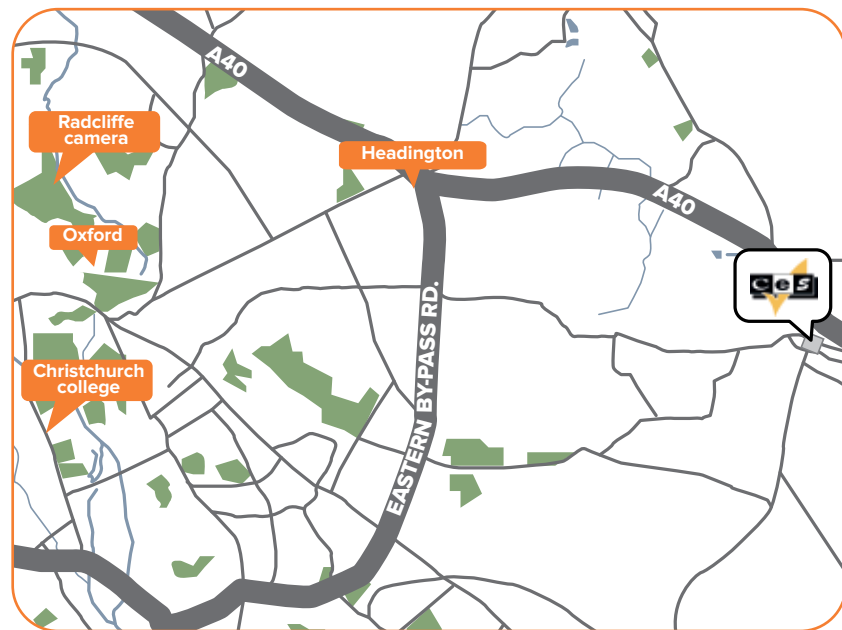 A40
Radcliffe
camera
Headington
A40
Oxford
CeS
EASTERN BY-PASS RD.
Christchurch
college